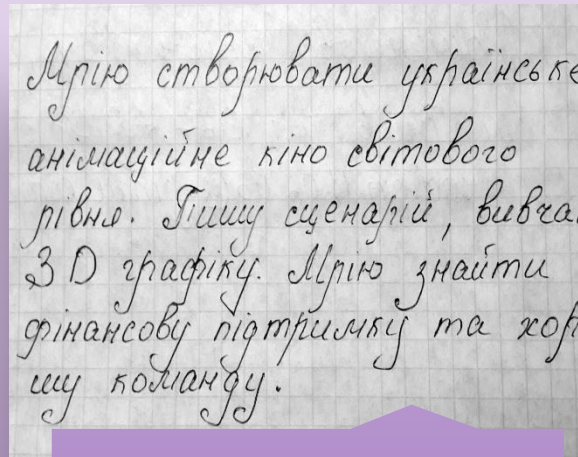 Мрію створювати українське
анімаційне кіно світового
рівня. Пишу сценарій, вивча
3D графіку. Мрію знайти
фінансову підтримку та хор
шу команду.